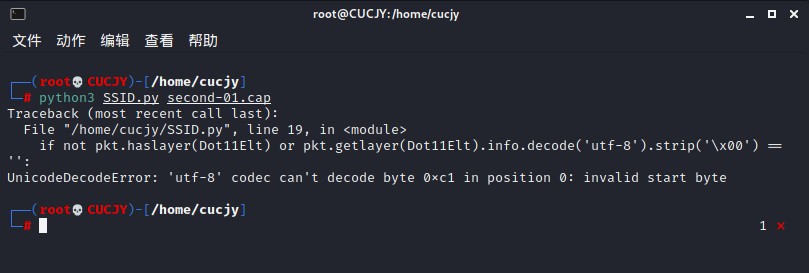 root@CUCJY: /home/cucjy
文件 动作 编辑 查看 帮助
┌──(root💀CUCJY)-[/home/cucjy]
└─# python3 SSID.py second-01.cap
Traceback (most recent call last):
  File "/home/cucjy/SSID.py", line 19, in <module>
    if not pkt.haslayer(Dot11Elt) or pkt.getlayer(Dot11Elt).info.decode('utf-8').strip('\x00') ==
'':
UnicodeDecodeError: 'utf-8' codec can't decode byte 0xc1 in position 0: invalid start byte
┌──(root💀CUCJY)-[/home/cucjy]
└─# 1 ⨯